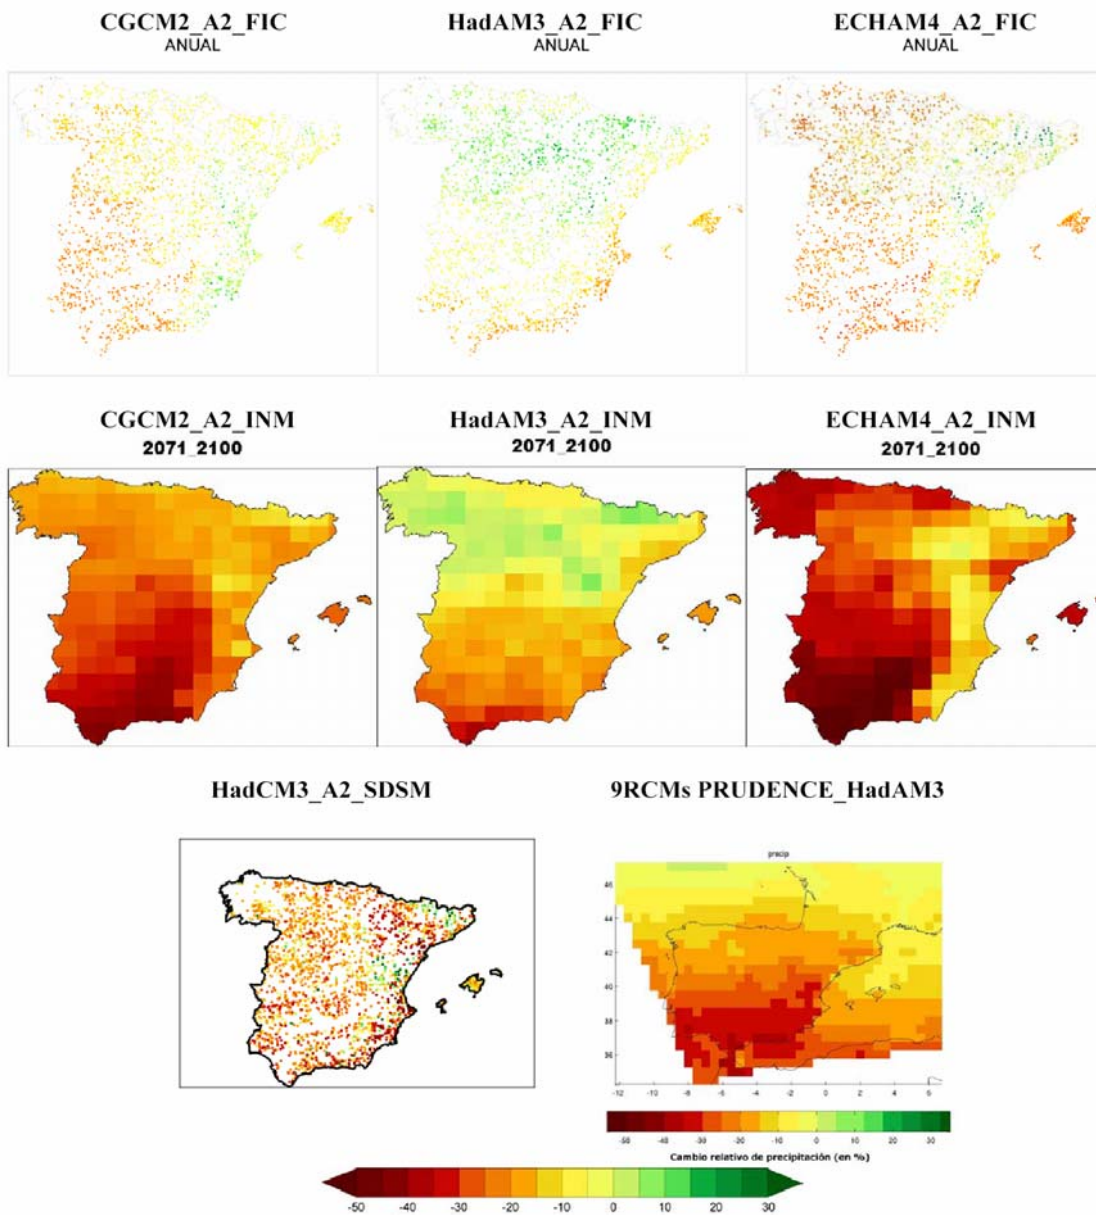 CGCM2_A2_FIC
ANUAL
HadAM3_A2_FIC
ANUAL
ECHAM4_A2_FIC
ANUAL
CGCM2_A2_INM
2071_2100
HadAM3_A2_INM
2071_2100
ECHAM4_A2_INM
2071_2100
HadCM3_A2_SDSM
9RCMs PRUDENCE_HadAM3
precip
46
44
42
40
38
36
-12 -10 -8 -6 -4 -2 0 2 4 6
-50 -40 -30 -20 -10 0 10 20 30
Cambio relativo de precipitación (en %)
-50 -40 -30 -20 -10 0 10 20 30